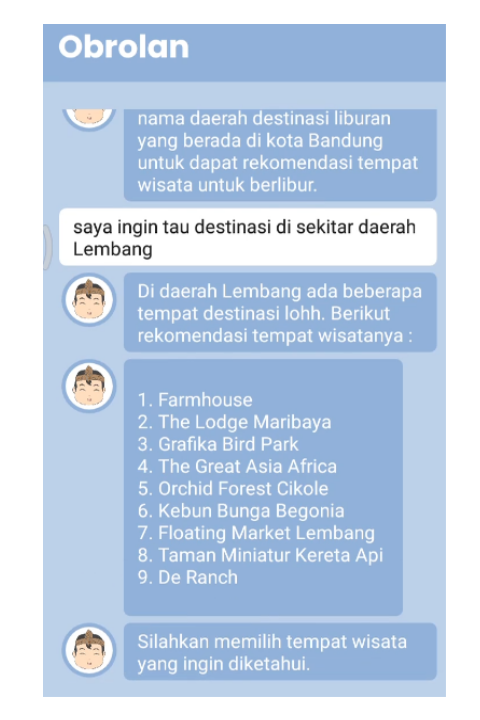 Obrolan
nama daerah destinasi liburan
yang berada di kota Bandung
untuk dapat rekomendasi tempat
wisata untuk berlibur.
saya ingin tau destinasi di sekitar daerah
Lembang
Di daerah Lembang ada beberapa
tempat destinasi lohh. Berikut
rekomendasi tempat wisatanya :
1. Farmhouse
2. The Lodge Maribaya
3. Grafika Bird Park
4. The Great Asia Africa
5. Orchid Forest Cikole
6. Kebun Bunga Begonia
7. Floating Market Lembang
8. Taman Miniatur Kereta Api
9. De Ranch
Silahkan memilih tempat wisata
yang ingin diketahui.